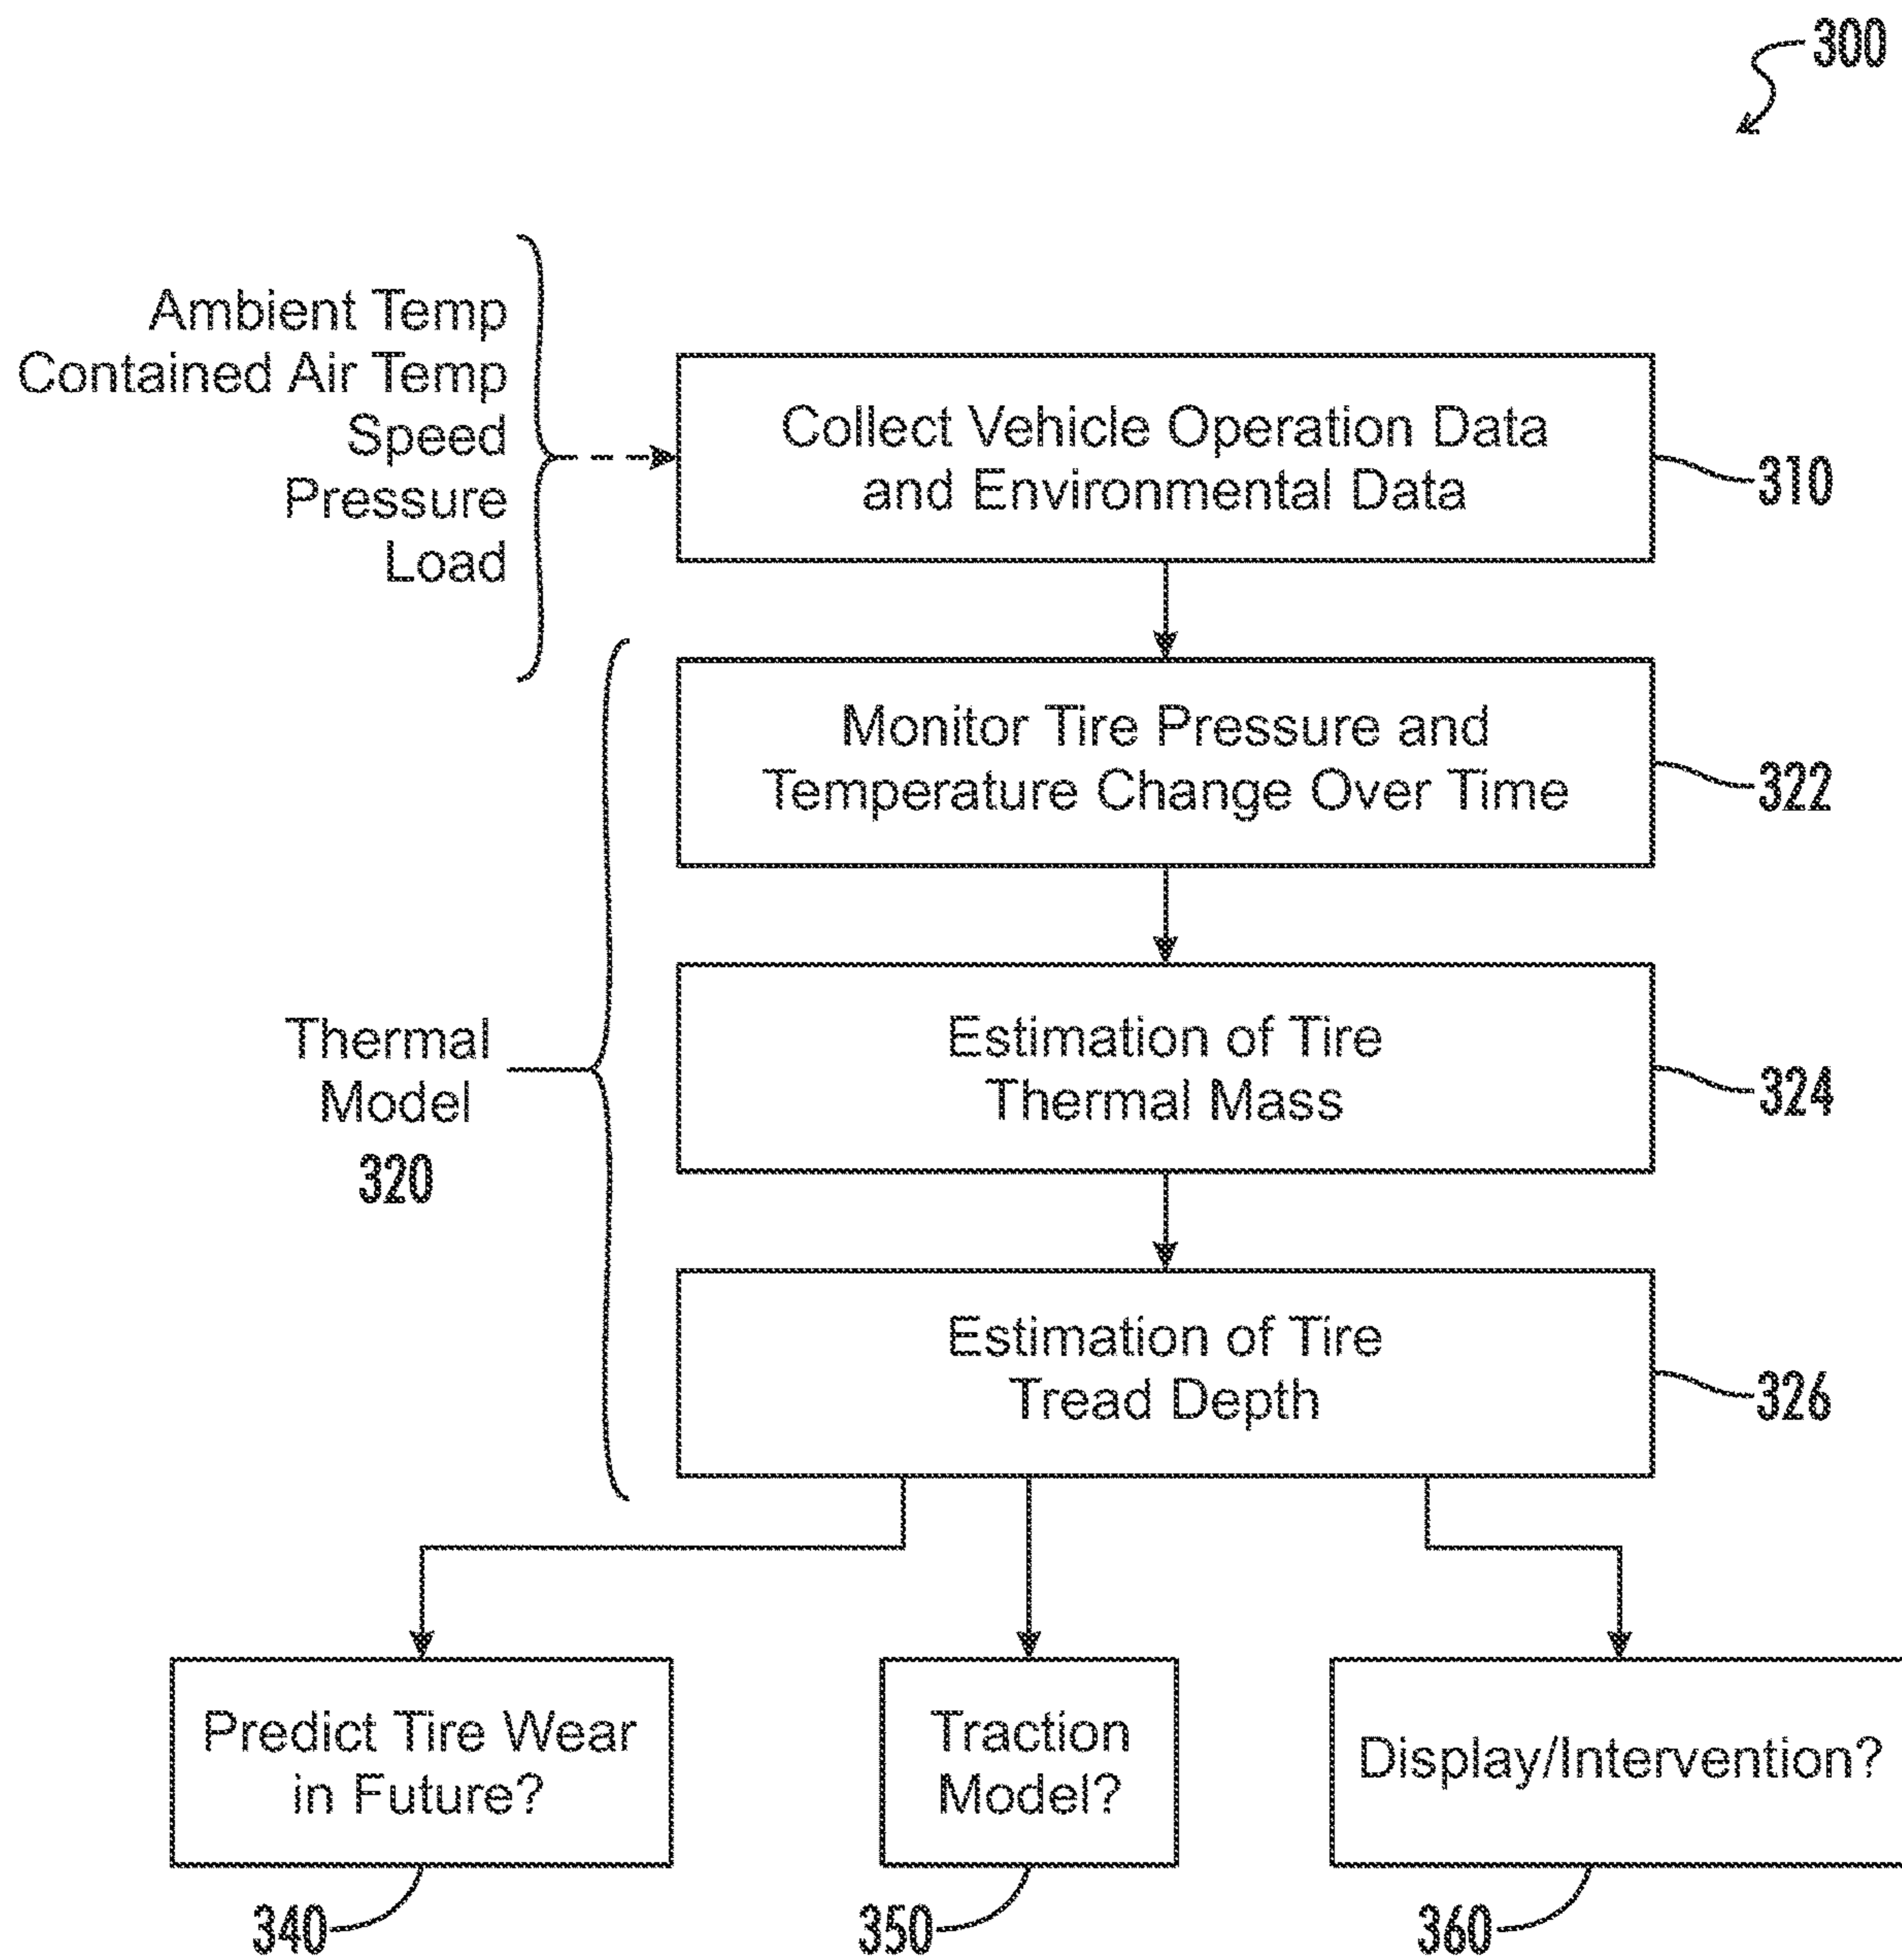 300
Ambient Temp
Contained Air Temp
Speed
Pressure
Load
Collect Vehicle Operation Data
and Environmental Data
310
Monitor Tire Pressure and
Temperature Change Over Time
322
Thermal
Model
320
Estimation of Tire
Thermal Mass
324
Estimation of Tire
Tread Depth
326
Predict Tire Wear
in Future?
340
Traction
Model?
350
Display/Intervention?
360